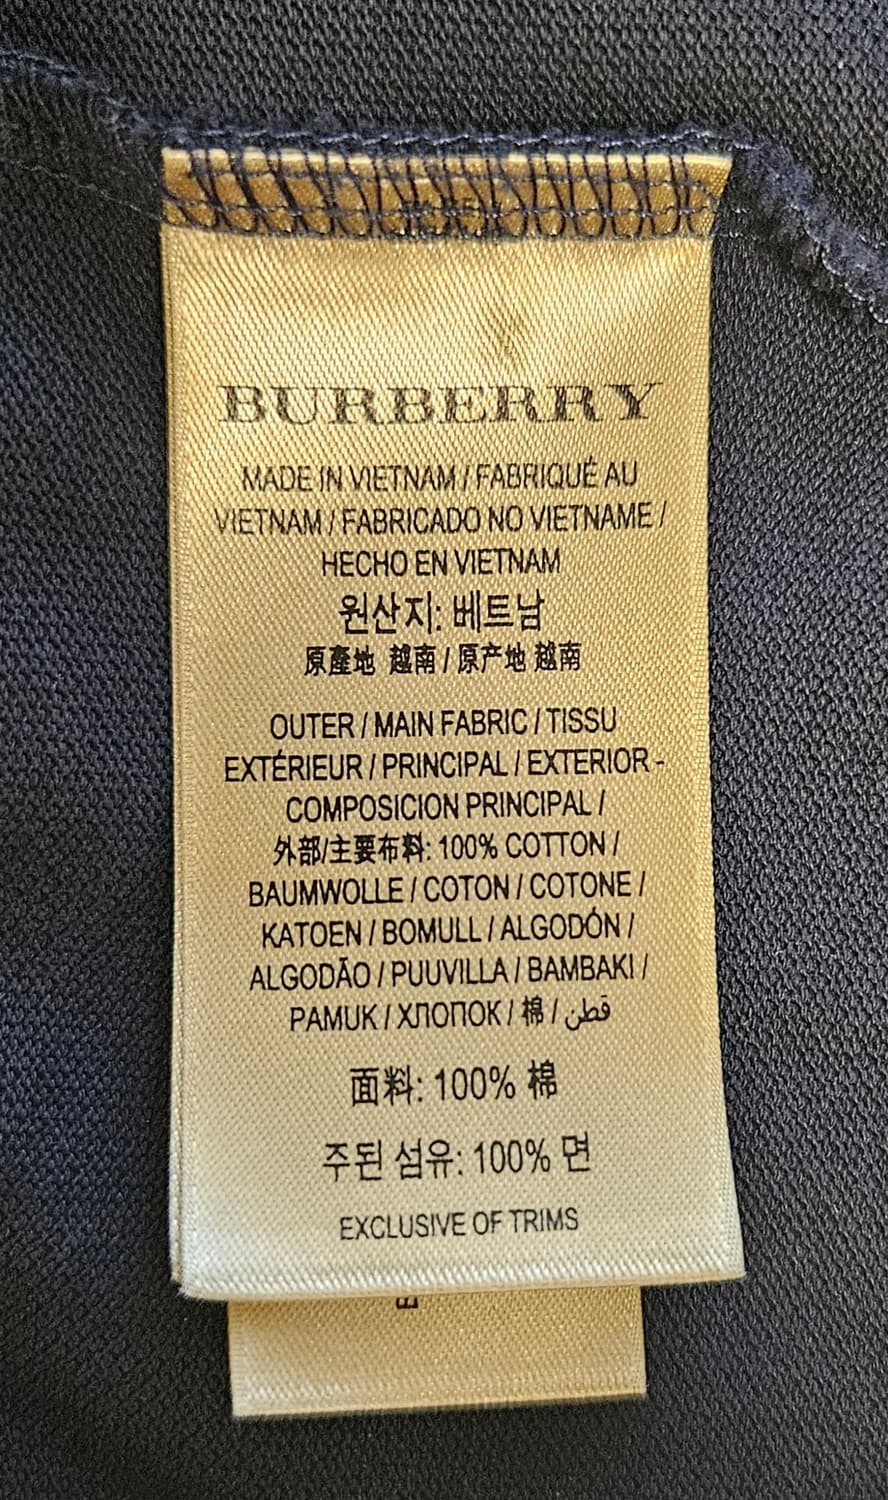 BURBERRY
MADE IN VIETNAM / FABRIQUÉ AU
VIETNAM / FABRICADO NO VIETNAME /
HECHO EN VIETNAM
원산지: 베트남
原產地 越南 / 原产地 越南
OUTER / MAIN FABRIC / TISSU
EXTÉRIEUR / PRINCIPAL / EXTERIOR -
COMPOSICION PRINCIPAL /
外部/主要布料: 100% COTTON /
BAUMWOLLE / COTON / COTONE /
KATOEN / BOMULL / ALGODÓN /
ALGODÃO / PUUVILLA / BAMBAKI /
PAMUK / ХЛОПОК / 棉 / قطن
面料: 100% 棉
주된 섬유: 100% 면
EXCLUSIVE OF TRIMS